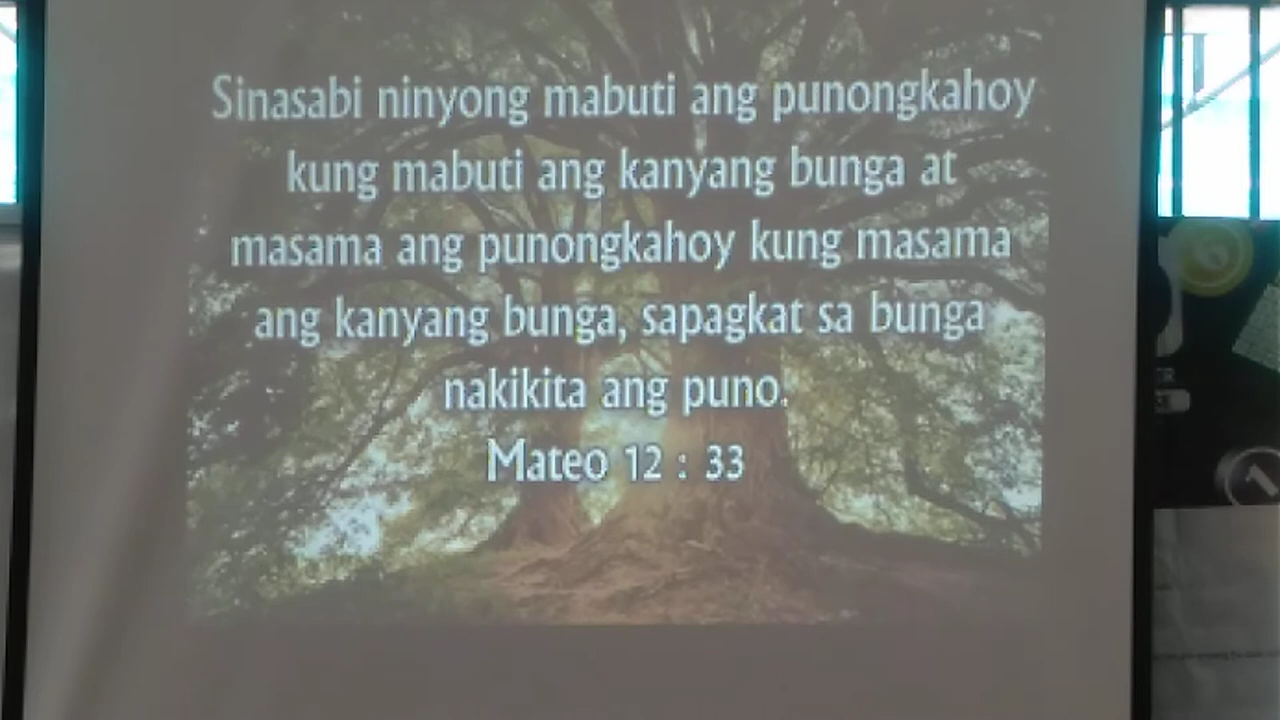 Sinasabi ninyong mabuti ang punongkahoy
kung mabuti ang kanyang bunga at
masama ang punongkahoy kung masama
ang kanyang bunga, sapagkat sa bunga
nakikita ang puno.
Mateo 12 : 33